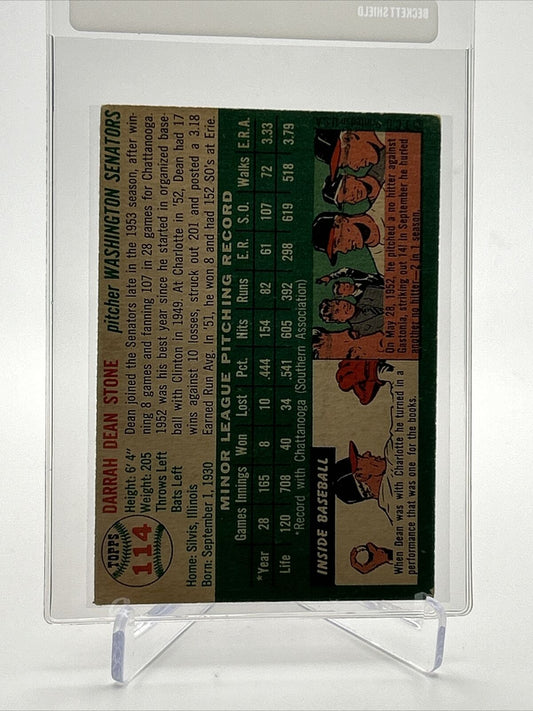 BECKETT SHIELD
TOPPS
114
DARRAH DEAN STONE
pitcher WASHINGTON SENATORS
Height: 6' 4"
Weight: 205
Throws Left
Bats Left
Home: Silvis, Illinois
Born: September 1, 1930
Dean joined the Senators late in the 1953 season, after win-
ning 8 games and fanning 107 in 28 games for Chattanooga.
1952 was his best year since he started in organized base-
ball with Clinton in 1949. At Charlotte in '52, Dean had 17
wins against 10 losses, struck out 201 and posted a 3.18
Earned Run Avg. In '51, he won 8 and had 152 SO's at Erie.
MINOR LEAGUE PITCHING RECORD
Games Innings Won Lost Pct. Hits Runs E.R. S.O. Walks E.R.A.
*Year 28 165 8 10 .444 154 82 61 107 72 3.33
Life 120 708 40 34 .541 605 392 298 619 518 3.79
*Record with Chattanooga (Southern Association)
INSIDE BASEBALL
When Dean was with Charlotte he turned in a
performance that was one for the books.
On May 28, 1952, he pitched a no hitter against
Gastonia, striking out 14! In September he hurled
another no hitter—2 in 1 season.